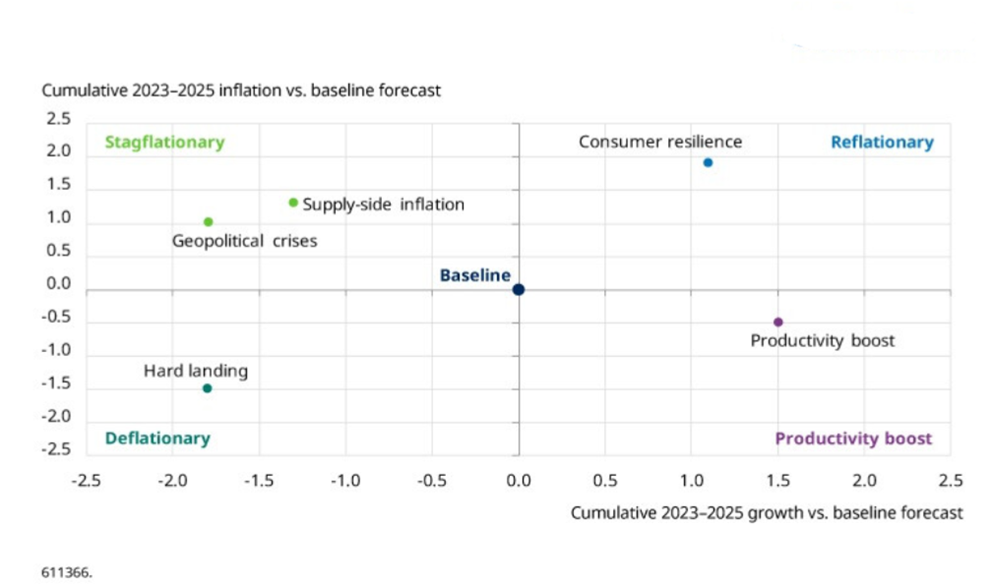 Cumulative 2023–2025 inflation vs. baseline forecast
2.5
Stagflationary Consumer resilience Reflationary
2.0
1.5
Supply-side inflation
1.0
Geopolitical crises
0.5
Baseline
0.0
-0.5
Productivity boost
-1.0
Hard landing
-1.5
-2.0
Deflationary Productivity boost
-2.5
-2.5 -2.0 -1.5 -1.0 -0.5 0.0 0.5 1.0 1.5 2.0 2.5
Cumulative 2023–2025 growth vs. baseline forecast
611366.